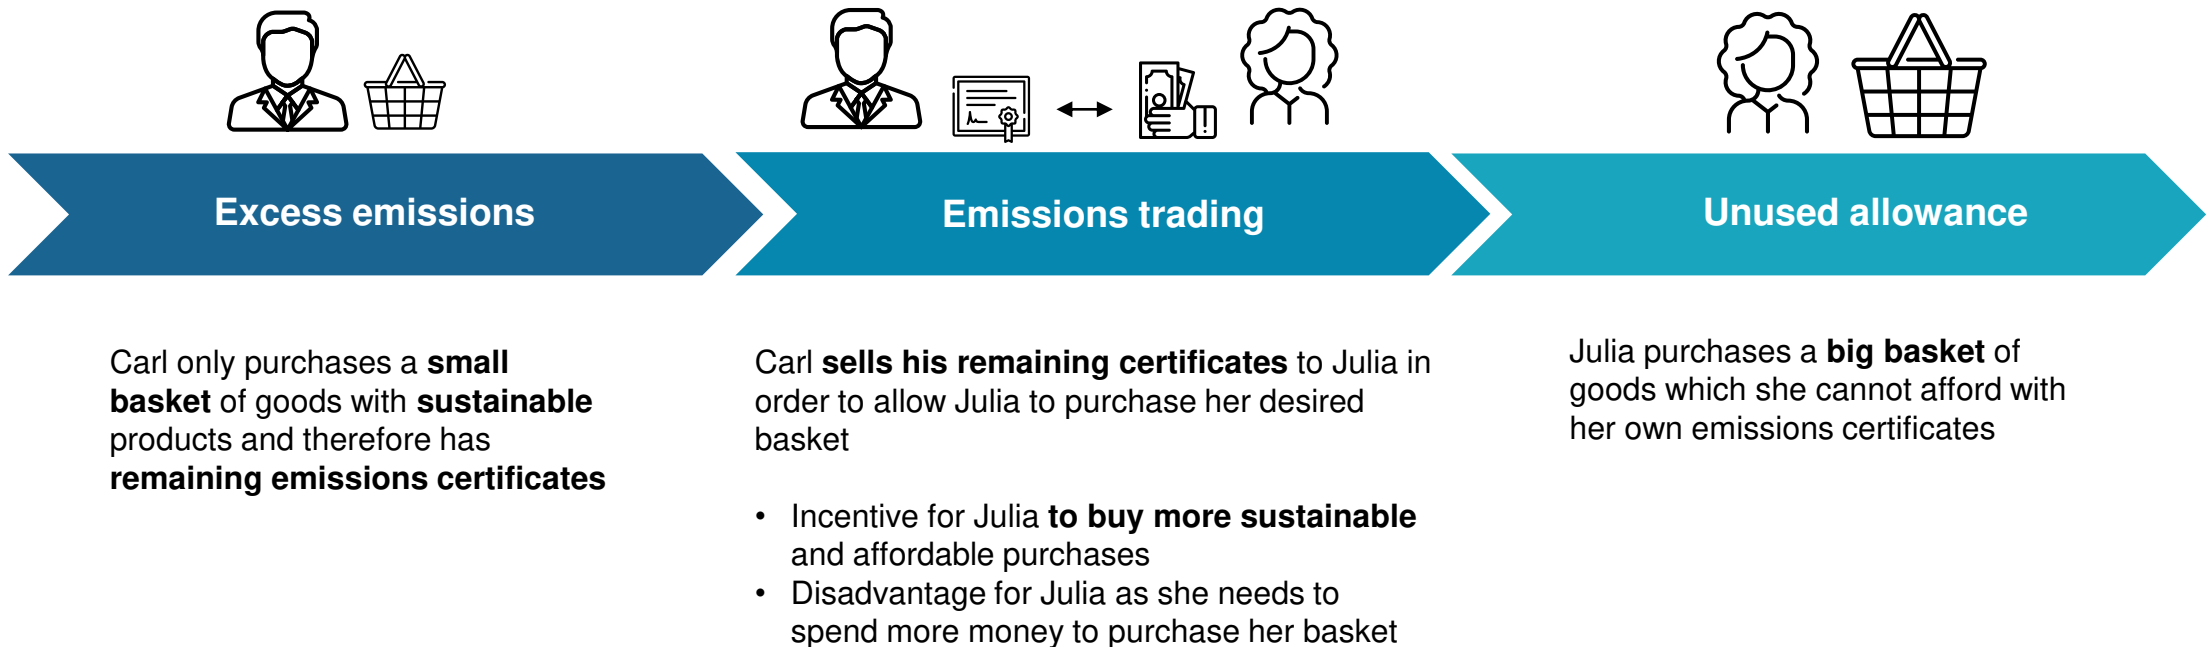 Excess emissions
Carl only purchases a small
basket of goods with sustainable
products and therefore has
remaining emissions certificates
Emissions trading
Carl sells his remaining certificates to Julia in
order to allow Julia to purchase her desired
basket
• Incentive for Julia to buy more sustainable
and affordable purchases
• Disadvantage for Julia as she needs to
spend more money to purchase her basket
Unused allowance
Julia purchases a big basket of
goods which she cannot afford with
her own emissions certificates